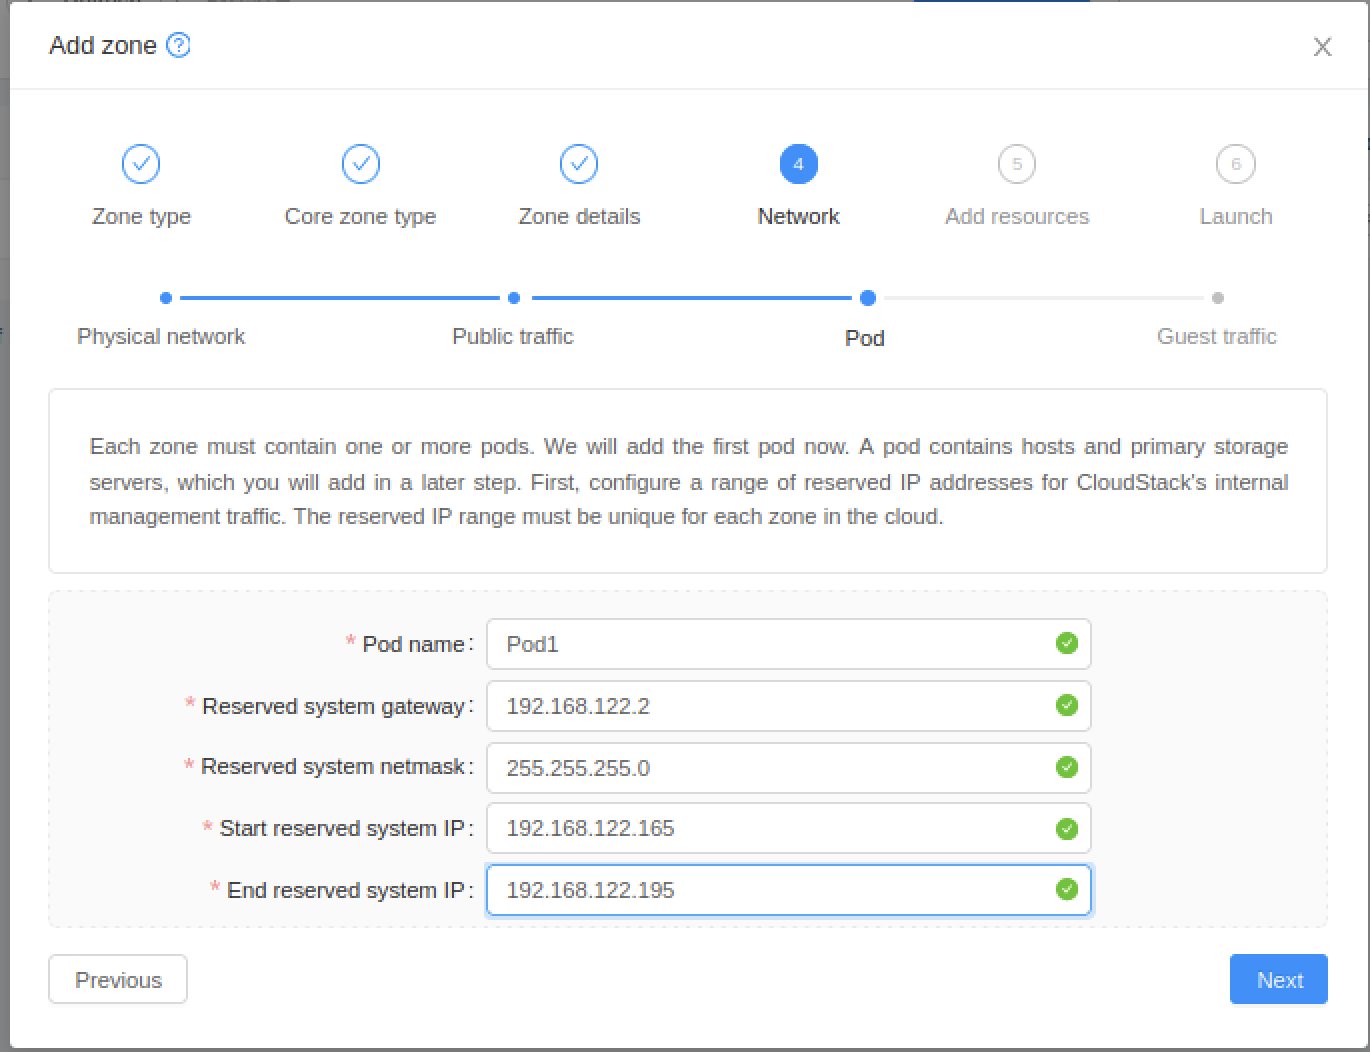 Add zone ?
4 5 6
Zone type Core zone type Zone details Network Add resources Launch
Physical network Public traffic Pod Guest traffic
Each zone must contain one or more pods. We will add the first pod now. A pod contains hosts and primary storage
servers, which you will add in a later step. First, configure a range of reserved IP addresses for CloudStack's internal
management traffic. The reserved IP range must be unique for each zone in the cloud.
* Pod name: Pod1
* Reserved system gateway: 192.168.122.2
* Reserved system netmask: 255.255.255.0
* Start reserved system IP: 192.168.122.165
* End reserved system IP: 192.168.122.195
Previous Next